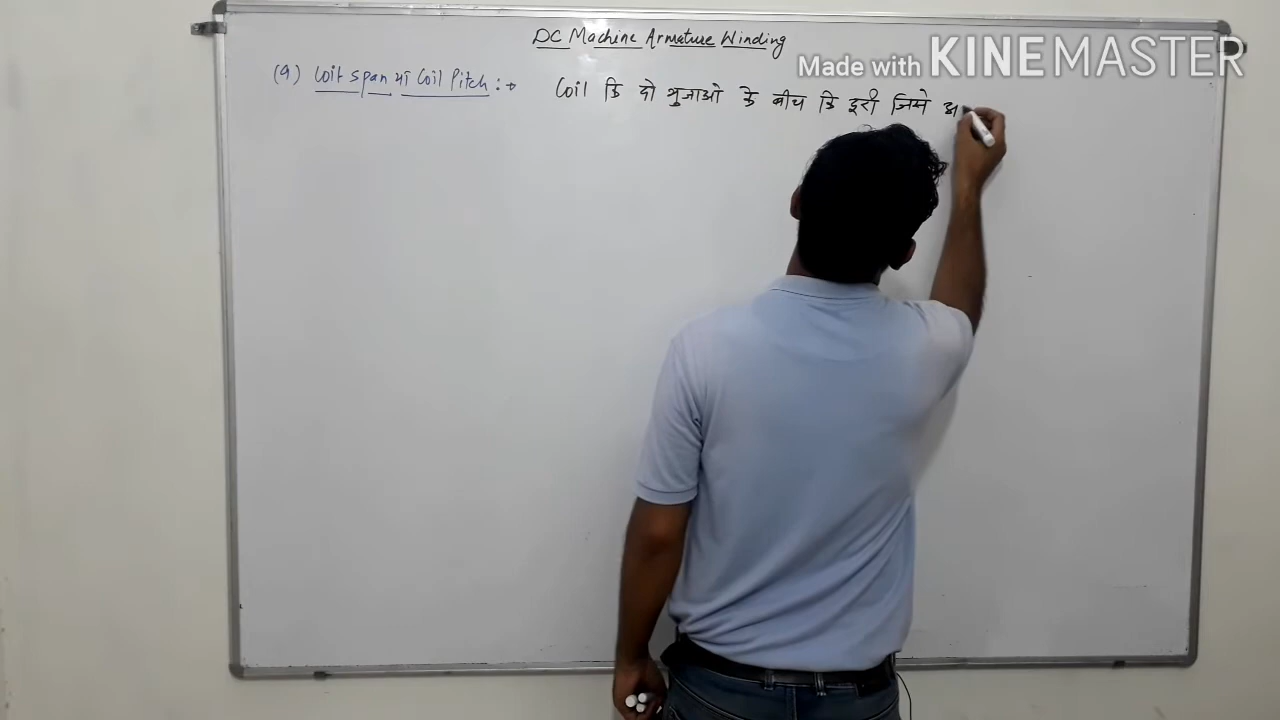 DC Machine Armature Winding
Made with KINEMASTER
(9) Coil span या Coil Pitch :→ Coil कि दो भुजाओ के बीच कि दुरी जिसे